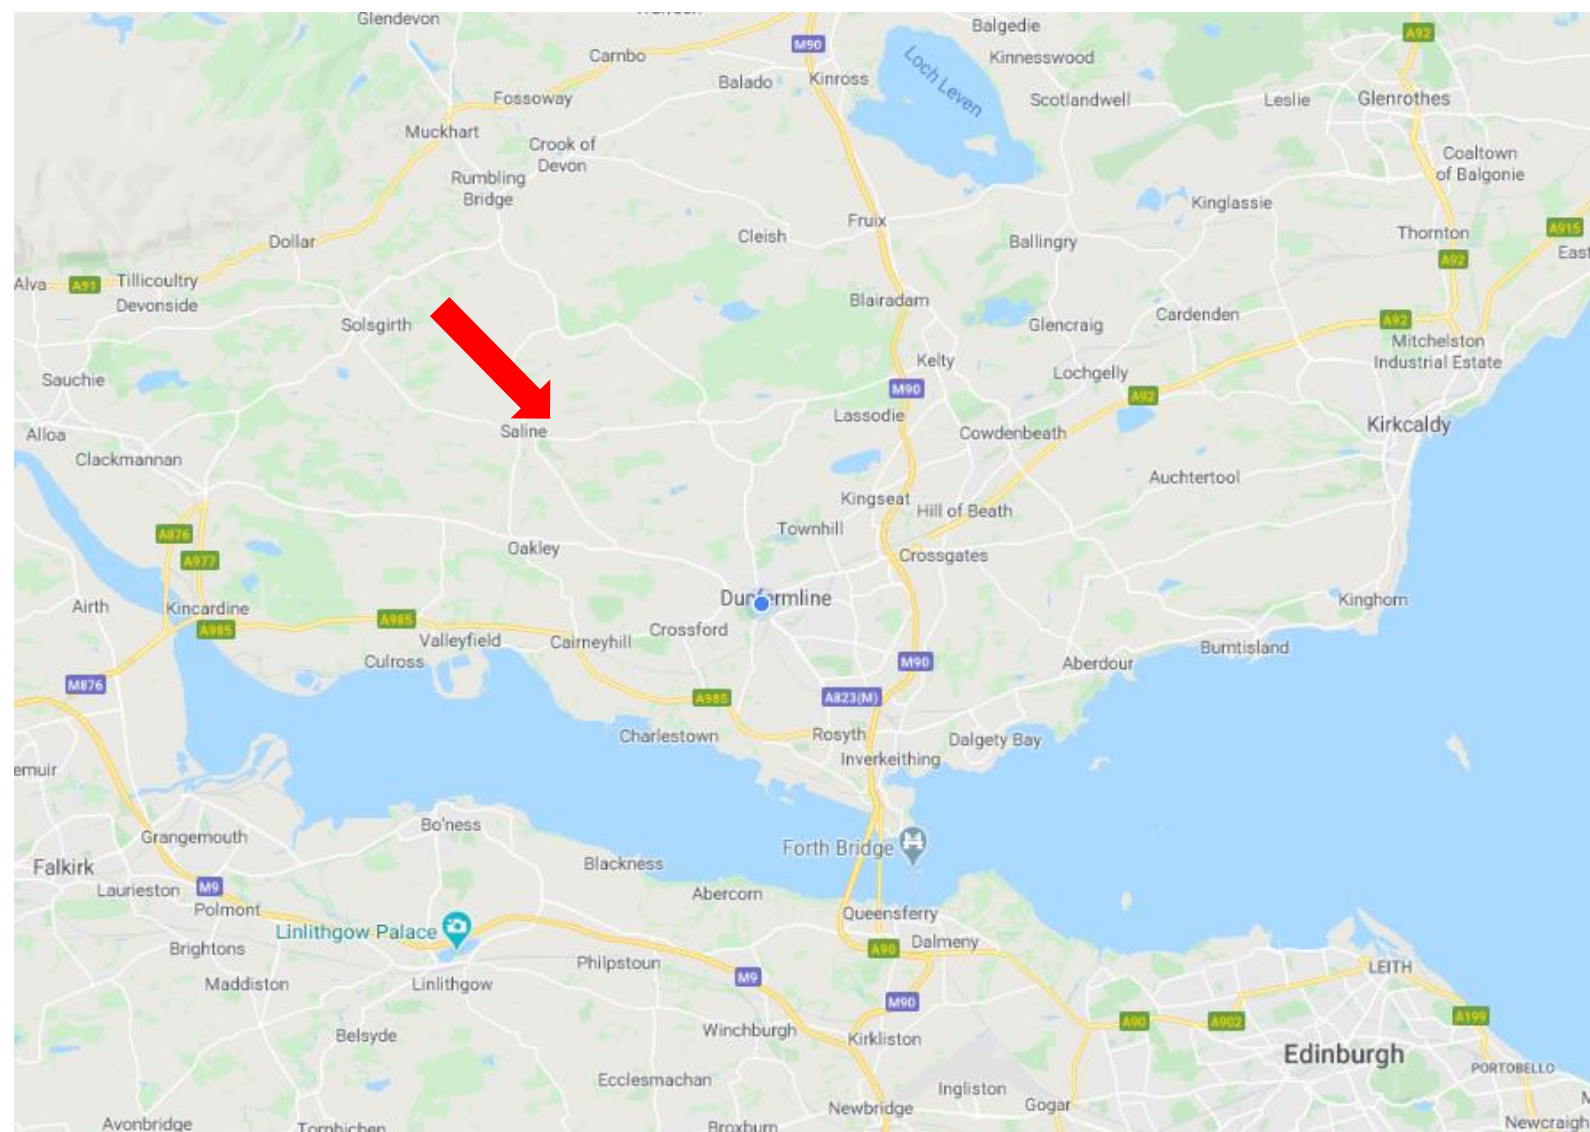 Glendevon
Balgedie
M90
A92
Carnbo
Kinnesswood
Balado
Kinross
Loch Leven
Fossoway
Scotlandwell
Leslie
Glenrothes
Muckhart
Crook of
Devon
Coaltown
of Balgonie
Rumbling
Bridge
Kinglassie
Fruix
Cleish
Dollar
Ballingry
Thornton
A915
A92
East
Alva
A91
Tillicoultry
Devonside
Blairadam
Solsgirth
Glencraig
Cardenden
A92
Mitchelston
Industrial Estate
Kelty
Lochgelly
Sauchie
M90
A92
Lassodie
Saline
Alloa
Cowdenbeath
Kirkcaldy
Clackmannan
Auchtertool
Kingseat
Hill of Beath
Townhill
A876
Oakley
Crossgates
A977
Dunfermline
Airth
Kincardine
Kinghorn
A985
A985
Crossford
Valleyfield
Cairneyhill
Culross
M90
Aberdour
Burntisland
M876
A985
A823(M)
Charlestown
Rosyth
Dalgety Bay
Inverkeithing
emuir
Bo'ness
Grangemouth
Forth Bridge
Falkirk
Blackness
Laurieston
M9
Abercorn
Polmont
Queensferry
Linlithgow Palace
Brightons
A90
Dalmeny
Philpstoun
LEITH
Maddiston
Linlithgow
M9
M90
A90
A902
A199
Belsyde
Winchburgh
Kirkliston
Edinburgh
PORTOBELLO
Ecclesmachan
Ingliston
Newbridge
Gogar
Avonbridge
Torphichen
Broxburn
Newcraigh